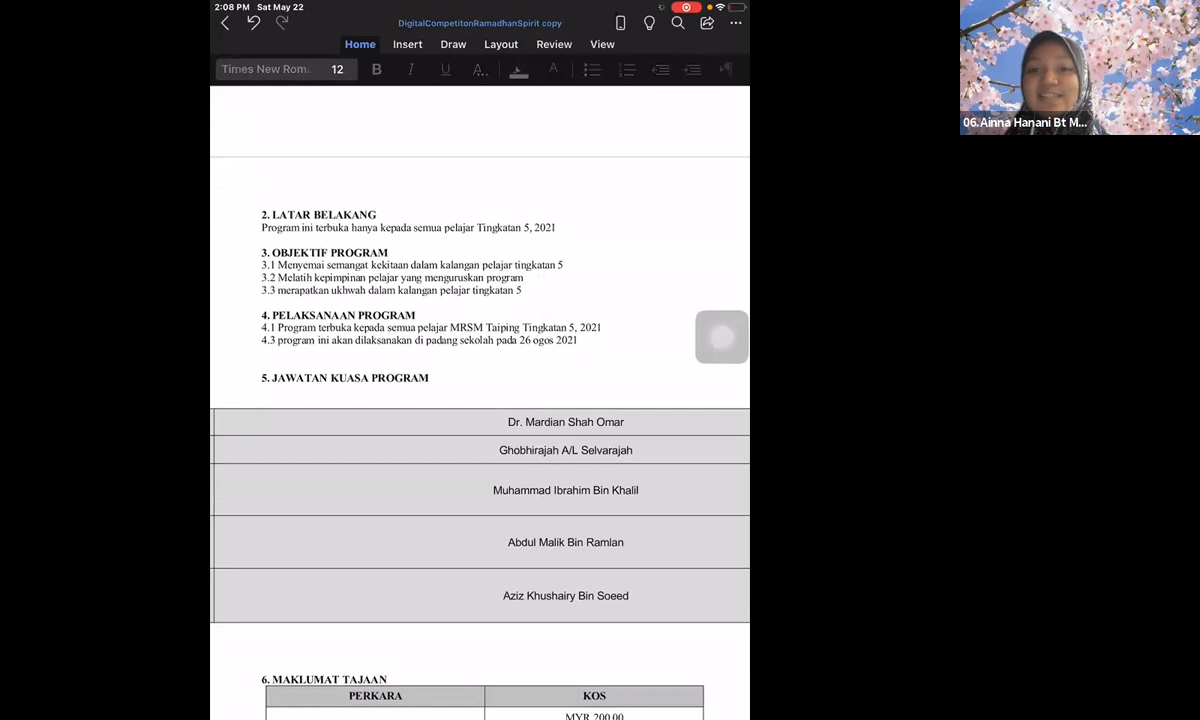 2:08 PM Sat May 22
DigitalCompetitonRamadhanSpirit copy
Home Insert Draw Layout Review View
Times New Rom. 12 B I U A.. A
06.Ainna Hanani Bt M...
2. LATAR BELAKANG
Program ini terbuka hanya kepada semua pelajar Tingkatan 5, 2021
3. OBJEKTIF PROGRAM
3.1 Menyemai semangat kekitaan dalam kalangan pelajar tingkatan 5
3.2 Melatih kepimpinan pelajar yang menguruskan program
3.3 merapatkan ukhwah dalam kalangan pelajar tingkatan 5
4. PELAKSANAAN PROGRAM
4.1 Program terbuka kepada semua pelajar MRSM Taiping Tingkatan 5, 2021
4.3 program ini akan dilaksanakan di padang sekolah pada 26 ogos 2021
5. JAWATAN KUASA PROGRAM
Dr. Mardian Shah Omar
Ghobhirajah A/L Selvarajah
Muhammad Ibrahim Bin Khalil
Abdul Malik Bin Ramlan
Aziz Khushairy Bin Soeed
6. MAKLUMAT TAJAAN
PERKARA KOS
MYR 200.00